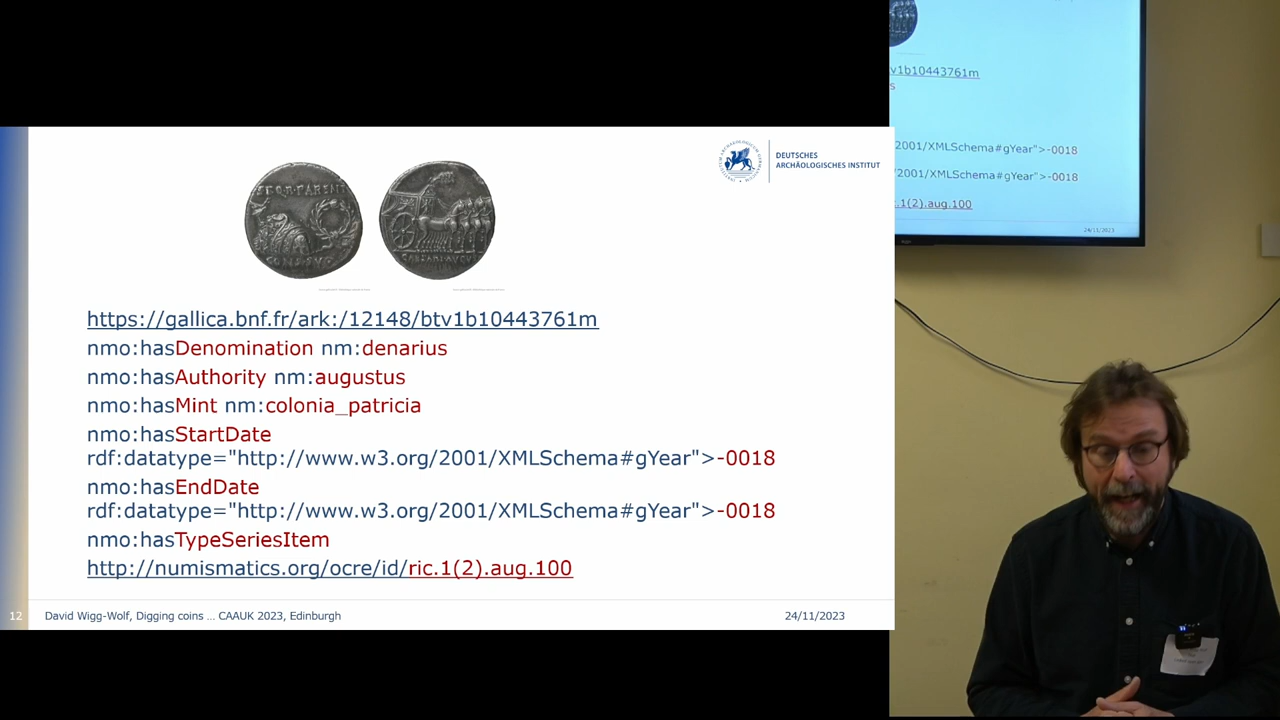 DEUTSCHES
ARCHÄOLOGISCHES INSTITUT
https://gallica.bnf.fr/ark:/12148/btv1b10443761m
nmo:hasDenomination nm:denarius
nmo:hasAuthority nm:augustus
nmo:hasMint nm:colonia_patricia
nmo:hasStartDate
rdf:datatype="http://www.w3.org/2001/XMLSchema#gYear">-0018
nmo:hasEndDate
rdf:datatype="http://www.w3.org/2001/XMLSchema#gYear">-0018
nmo:hasTypeSeriesItem
http://numismatics.org/ocre/id/ric.1(2).aug.100
12 David Wigg-Wolf, Digging coins ... CAAUK 2023, Edinburgh 24/11/2023
v1b10443761m
s
2001/XMLSchema#gYear">-0018
/2001/XMLSchema#gYear">-0018
.1(2).aug.100
24/11/2023